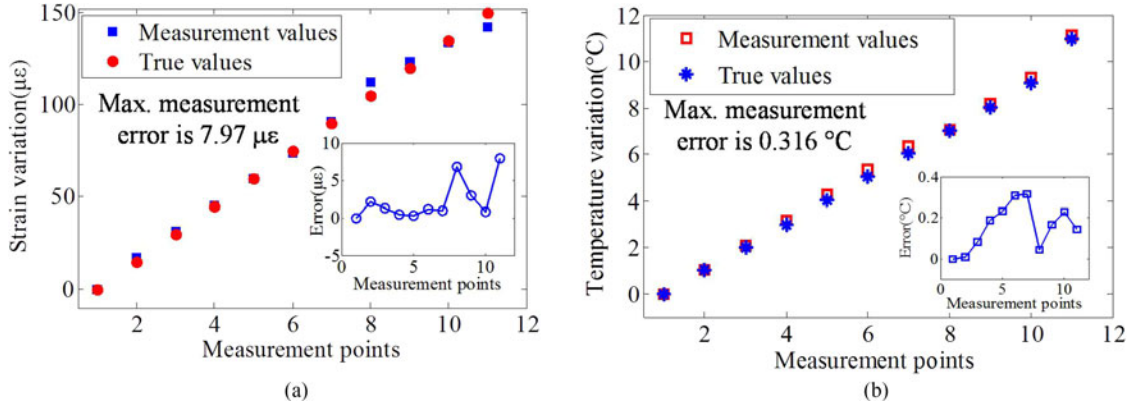 150
100
50
0
Strain variation(με)
Measurement values
True values
Max. measurement
error is 7.97 με
10
5
0
-5
Error(με)
0 5 10
Measurement points
2 4 6 8 10 12
Measurement points
(a)
12
10
8
6
4
2
0
Temperature variation(°C)
Measurement values
True values
Max. measurement
error is 0.316 °C
0.4
0.2
0
Error(°C)
0 5 10
Measurement points
2 4 6 8 10 12
Measurement points
(b)